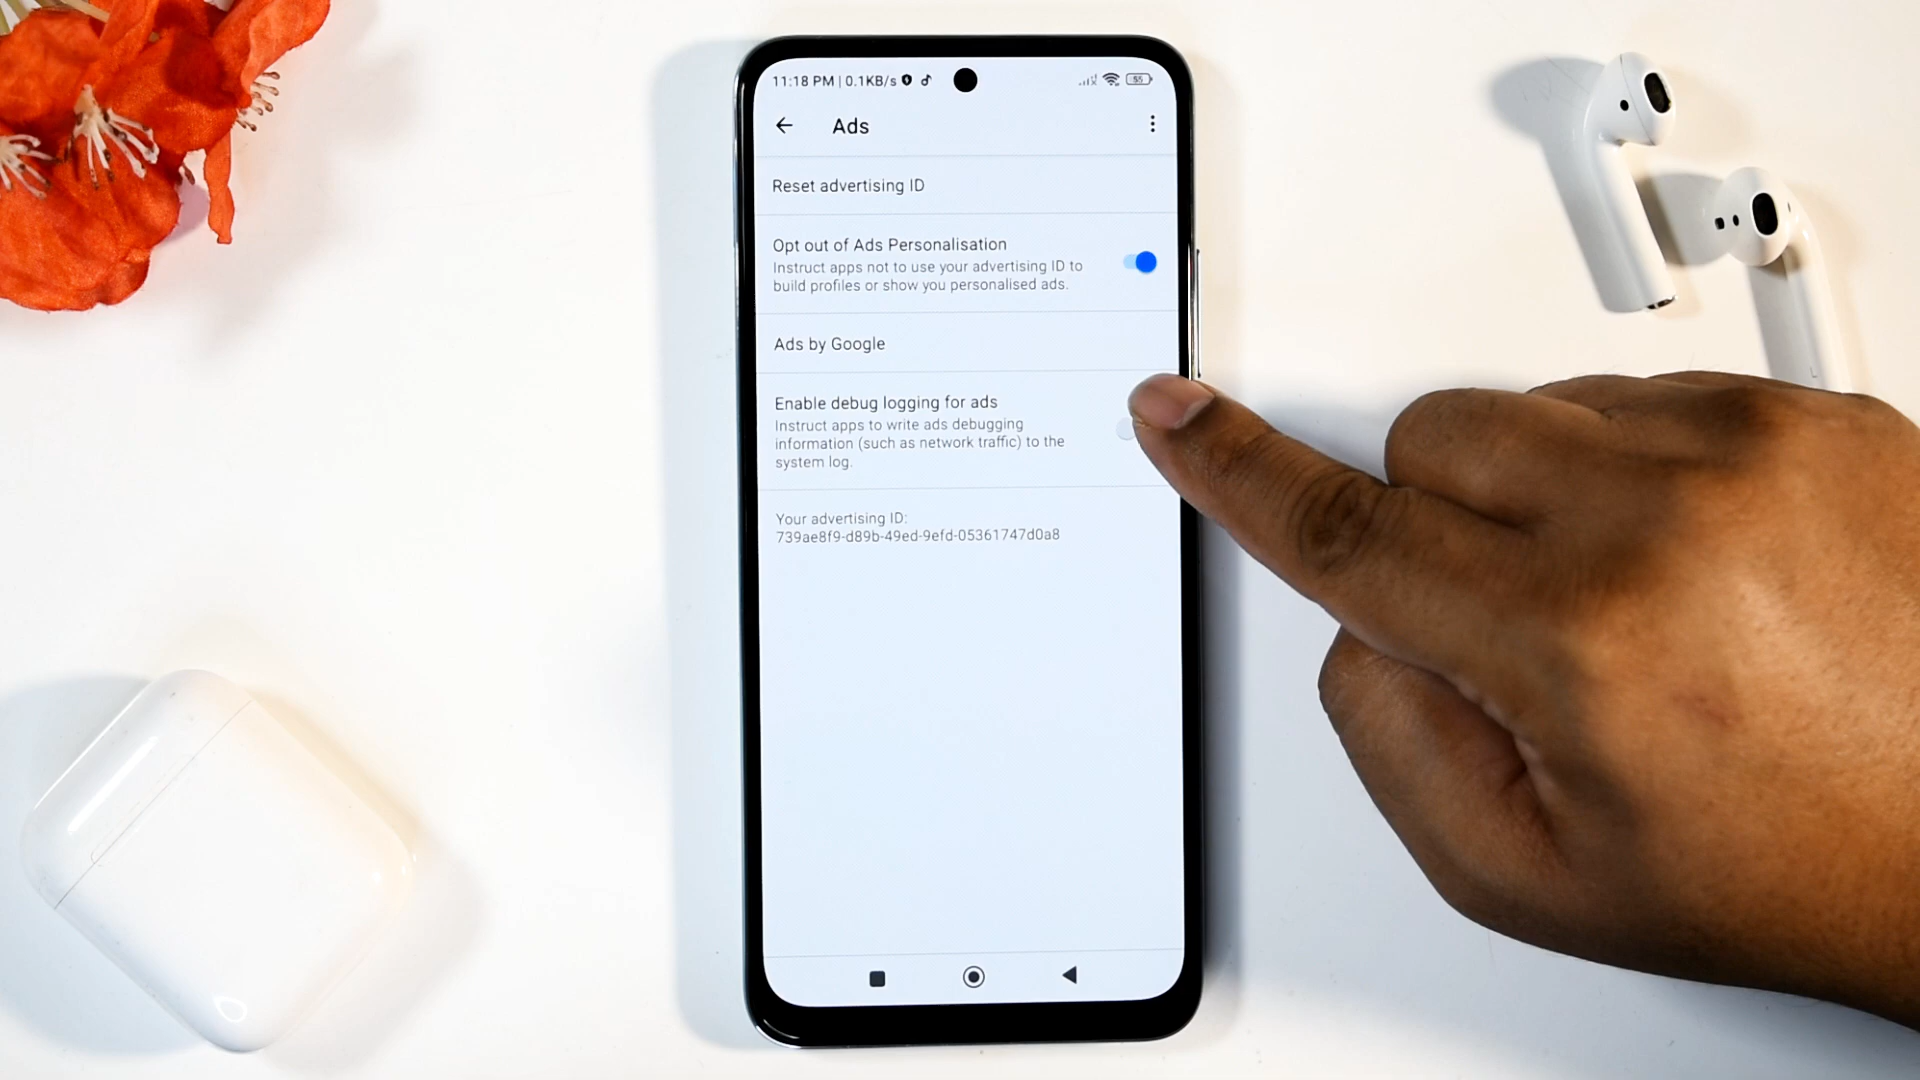 11:18 PM | 0.1KB/s
55
Ads
Reset advertising ID
Opt out of Ads Personalisation
Instruct apps not to use your advertising ID to
build profiles or show you personalised ads.
Ads by Google
Enable debug logging for ads
Instruct apps to write ads debugging
information (such as network traffic) to the
system log.
Your advertising ID:
739ae8f9-d89b-49ed-9efd-05361747d0a8
L